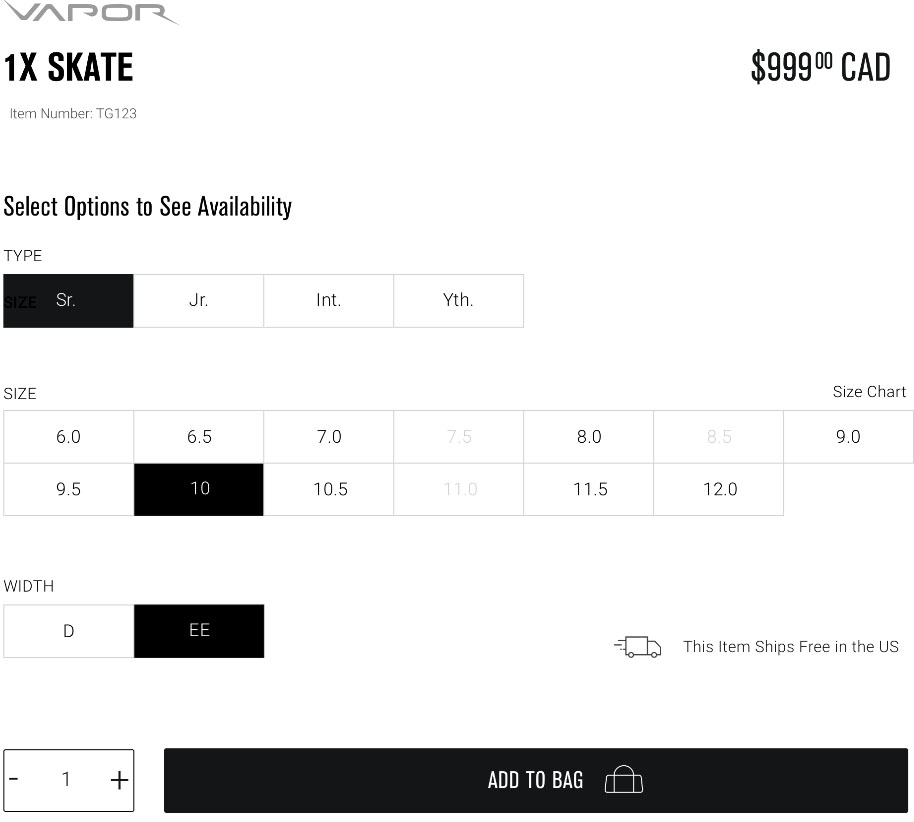 VAPOR
1X SKATE
$999.00 CAD
Item Number: TG123
Select Options to See Availability
TYPE
SIZE Sr. Jr. Int. Yth.
SIZE Size Chart
6.0 6.5 7.0 7.5 8.0 8.5 9.0
9.5 10 10.5 11.0 11.5 12.0
WIDTH
D EE
This Item Ships Free in the US
- 1 + ADD TO BAG